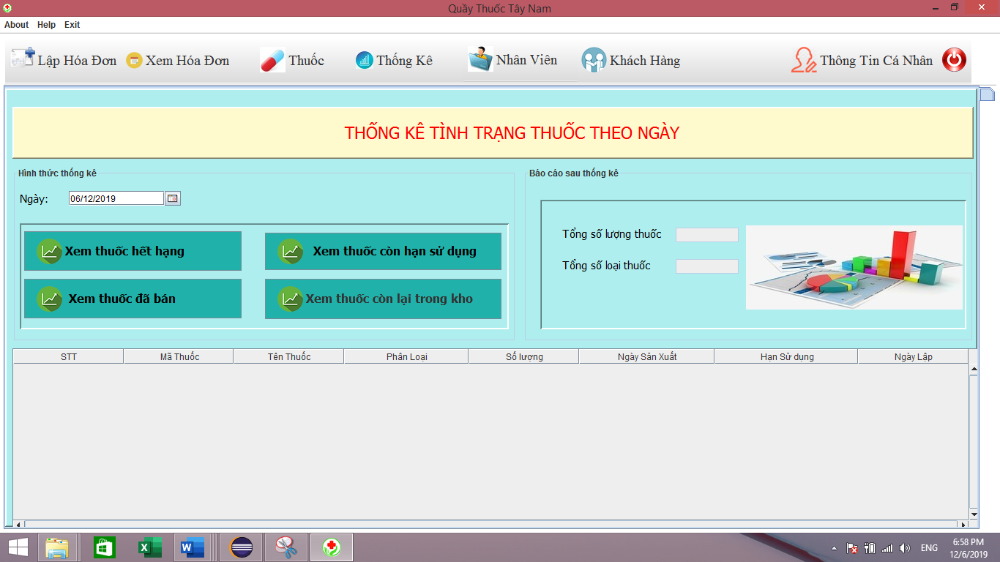 Quầy Thuốc Tây Nam
About Help Exit
Lập Hóa Đơn Xem Hóa Đơn Thuốc Thống Kê Nhân Viên Khách Hàng Thông Tin Cá Nhân
THỐNG KÊ TÌNH TRẠNG THUỐC THEO NGÀY
Hình thức thống kê
Ngày: 06/12/2019
Xem thuốc hết hạng Xem thuốc còn hạn sử dụng
Xem thuốc đã bán Xem thuốc còn lại trong kho
Báo cáo sau thống kê
Tổng số lượng thuốc
Tổng số loại thuốc
STT Mã Thuốc Tên Thuốc Phân Loại Số lượng Ngày Sản Xuất Hạn Sử dụng Ngày Lập
ENG 6:58 PM
12/6/2019